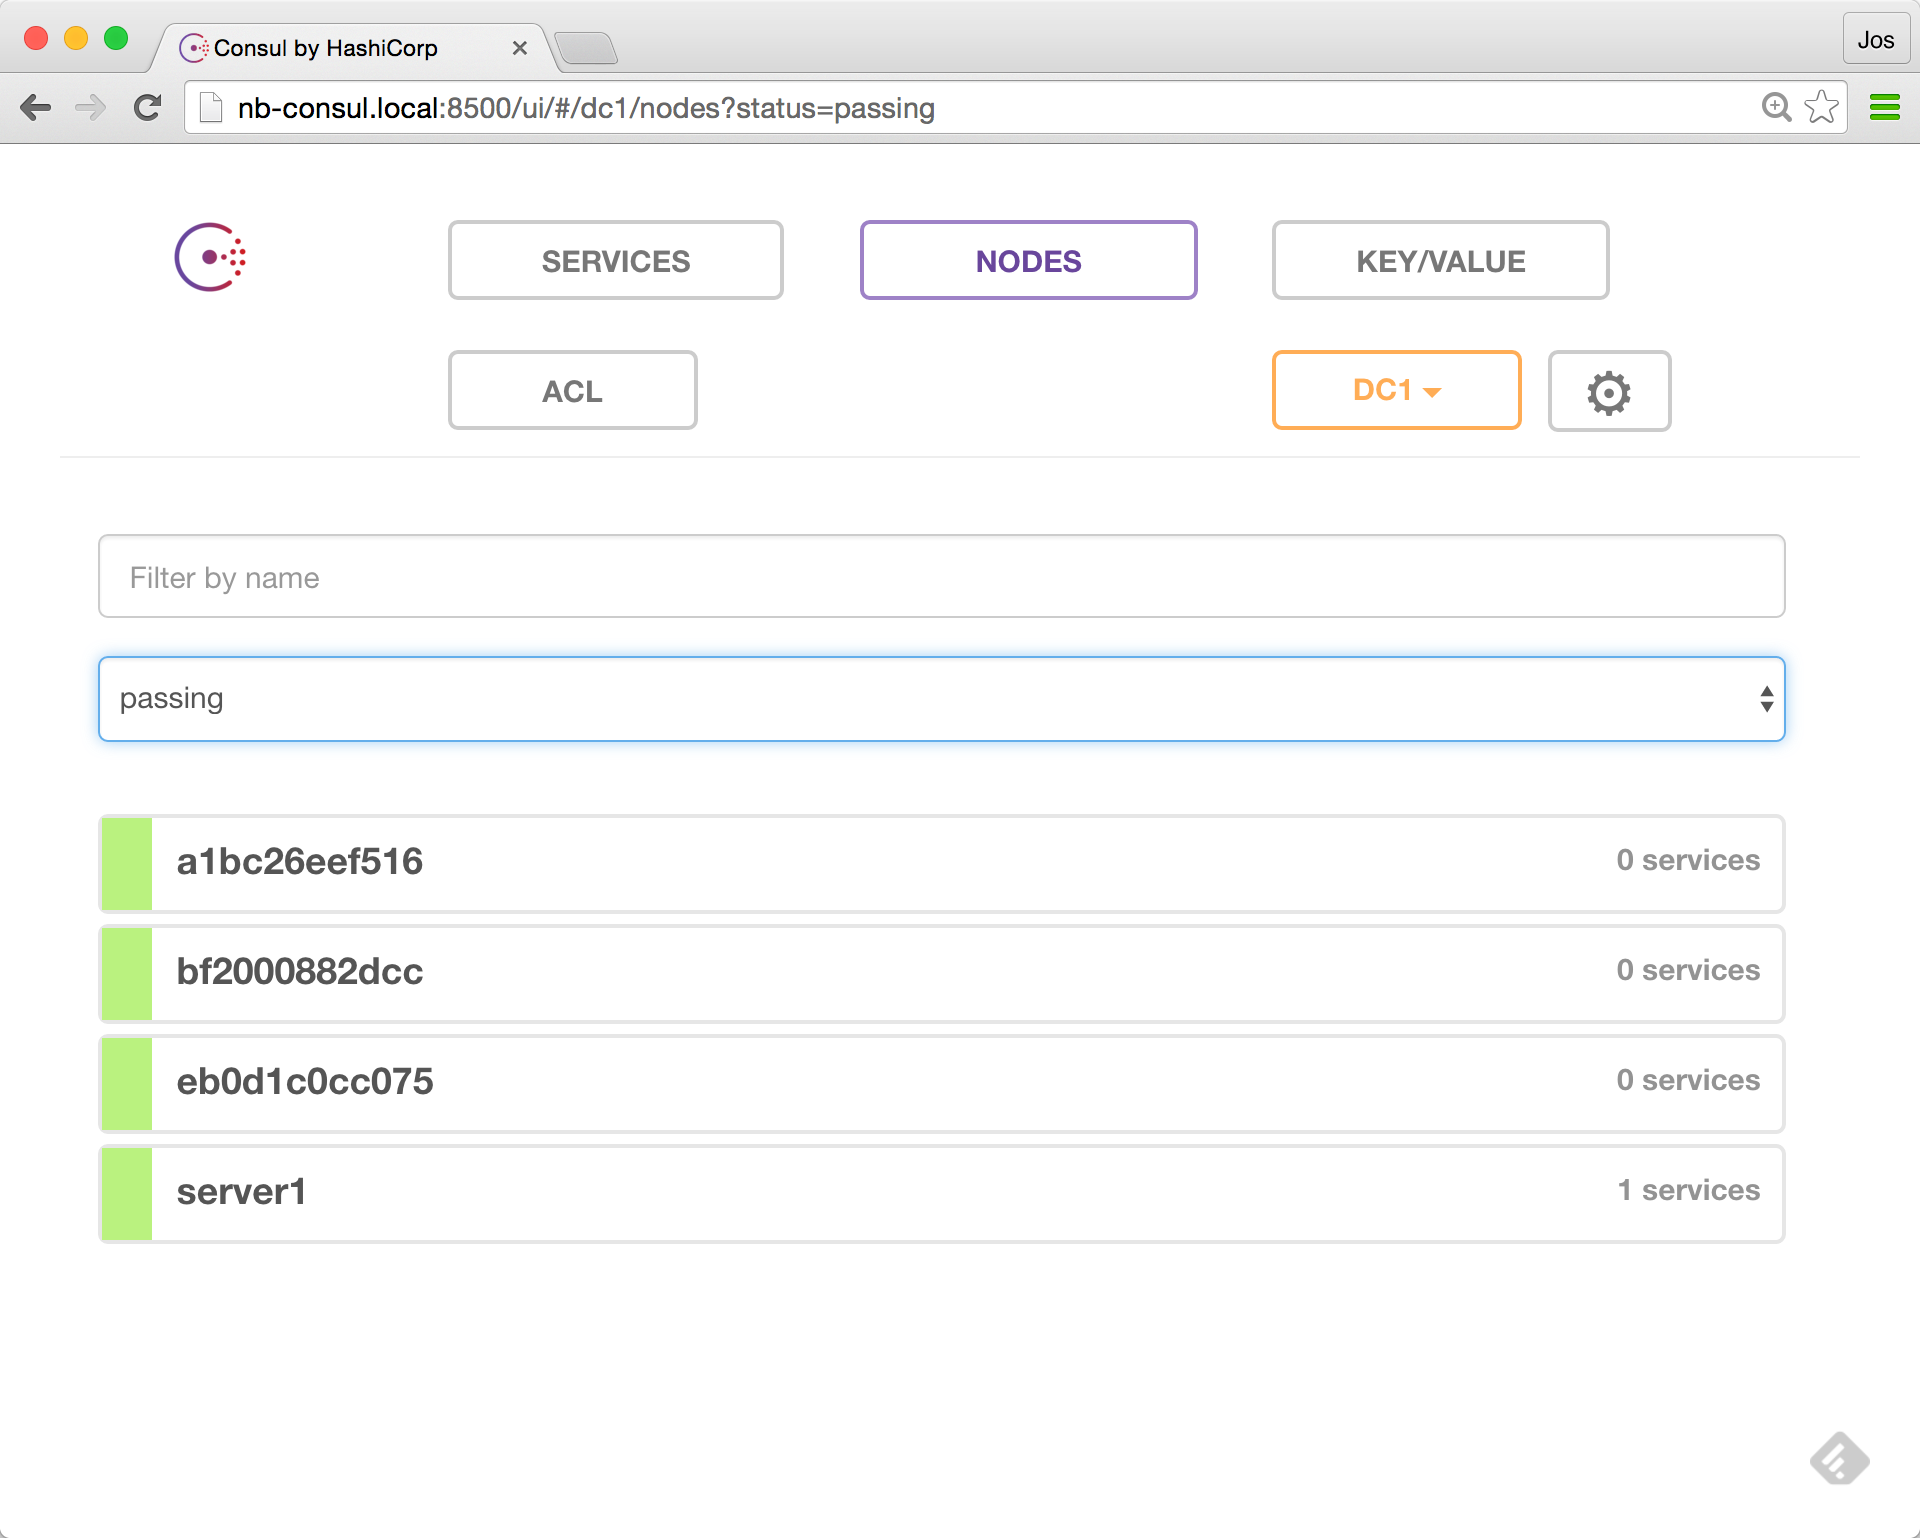 Consul by HashiCorp
Jos
nb-consul.local:8500/ui/#/dc1/nodes?status=passing
SERVICES
NODES
KEY/VALUE
ACL
DC1
Filter by name
passing
a1bc26eef516 0 services
bf2000882dcc 0 services
eb0d1c0cc075 0 services
server1 1 services